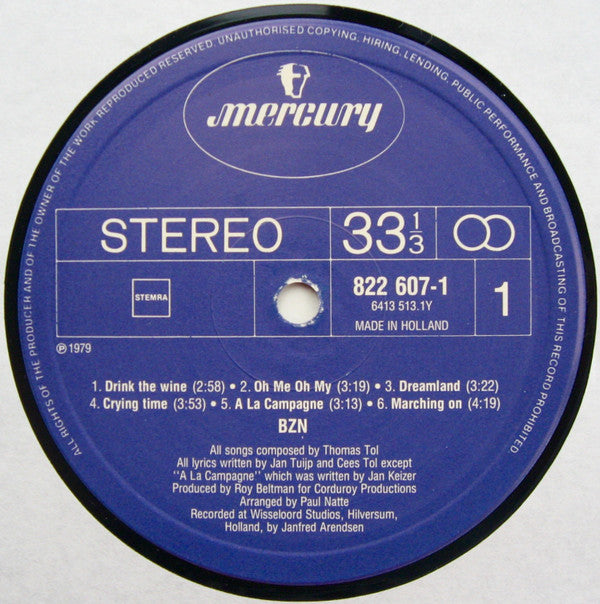 ALL RIGHTS OF THE PRODUCER AND OF THE OWNER OF THE WORK REPRODUCED RESERVED. UNAUTHORISED COPYING, HIRING, LENDING, PUBLIC PERFORMANCE AND BROADCASTING OF THIS RECORD PROHIBITED
mercury
STEREO
33 1/3
STEMRA
822 607-1
6413 513.1Y
MADE IN HOLLAND
1
℗ 1979
1. Drink the wine (2:58) • 2. Oh Me Oh My (3:19) • 3. Dreamland (3:22)
4. Crying time (3:53) • 5. A La Campagne (3:13) • 6. Marching on (4:19)
BZN
All songs composed by Thomas Tol
All lyrics written by Jan Tuijp and Cees Tol except
"A La Campagne" which was written by Jan Keizer
Produced by Roy Beltman for Corduroy Productions
Arranged by Paul Natte
Recorded at Wisseloord Studios, Hilversum,
Holland, by Janfred Arendsen